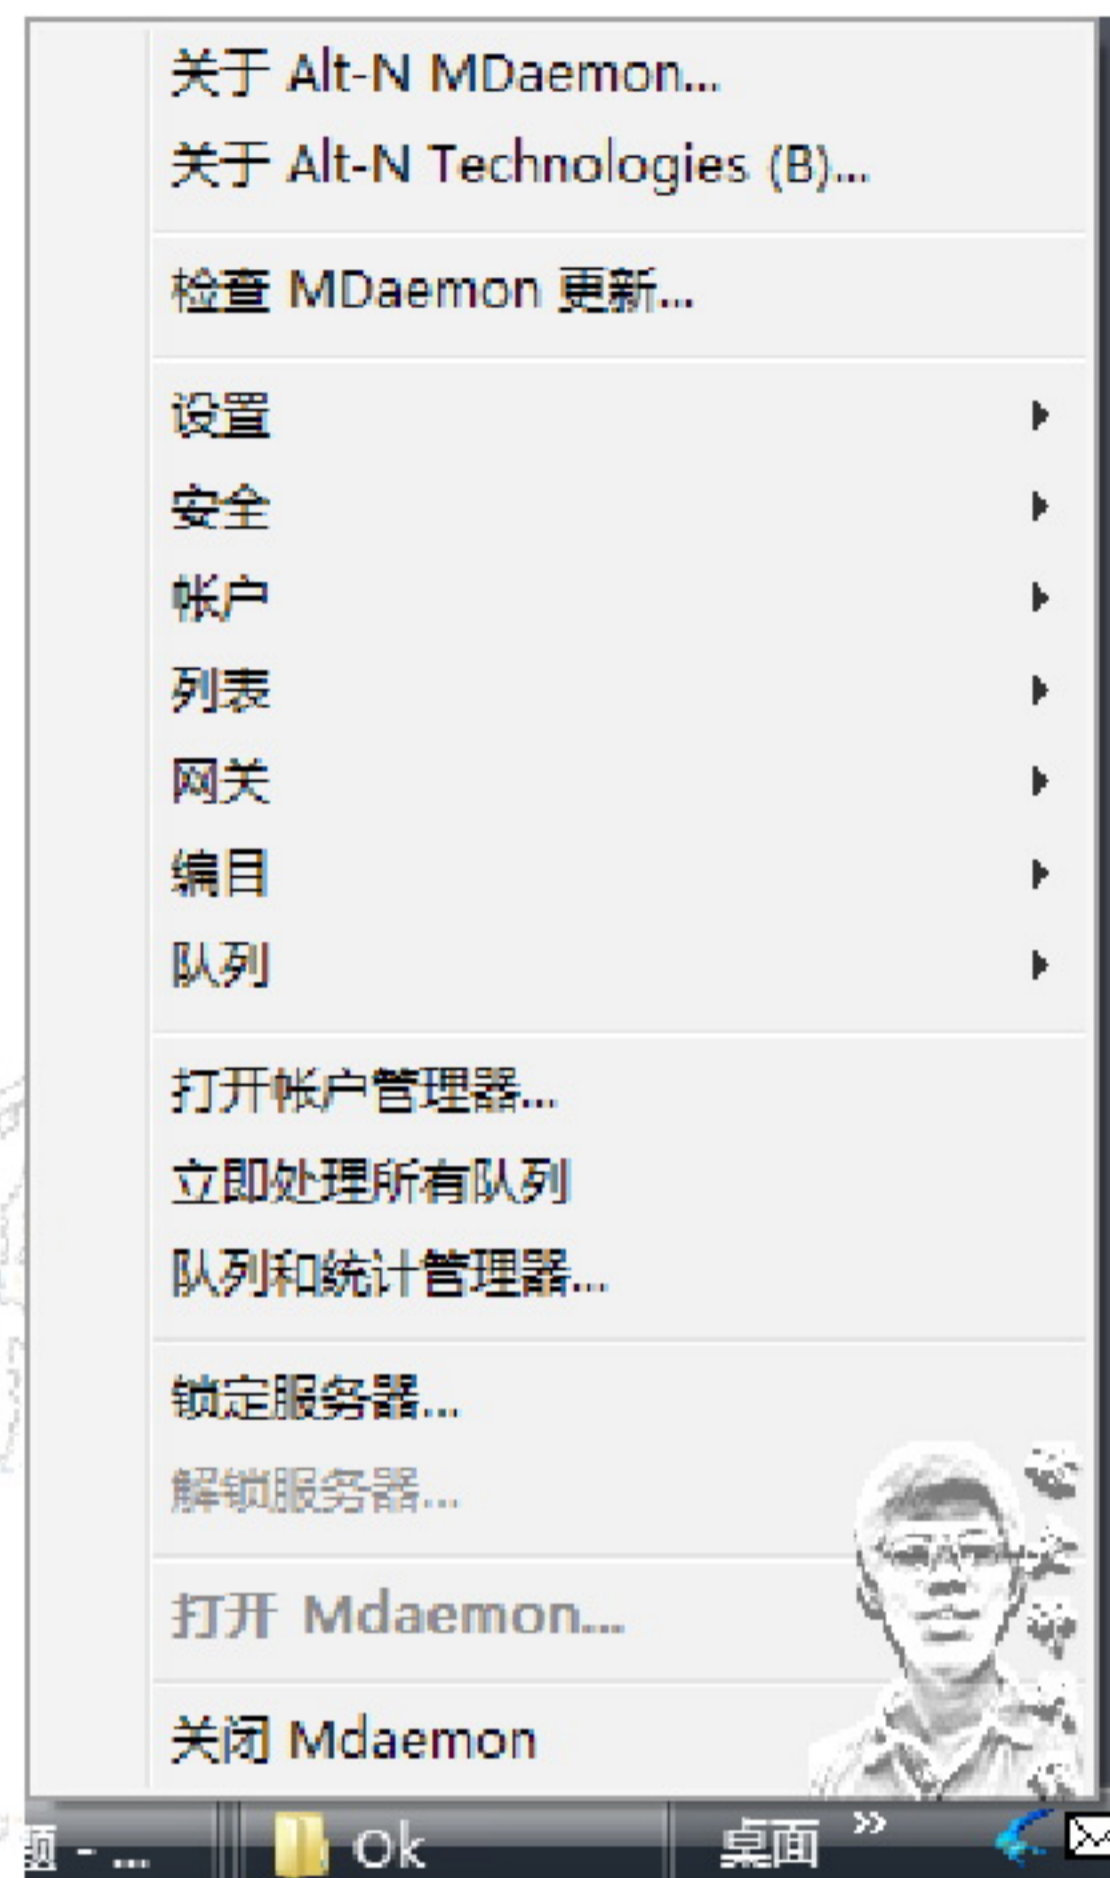 关于 Alt-N MDaemon...
关于 Alt-N Technologies (B)...
检查 MDaemon 更新...
设置
安全
帐户
列表
网关
编目
队列
打开帐户管理器...
立即处理所有队列
队列和统计管理器...
锁定服务器...
解锁服务器...
打开 Mdaemon...
关闭 Mdaemon
题 - ...
Ok
桌面 »